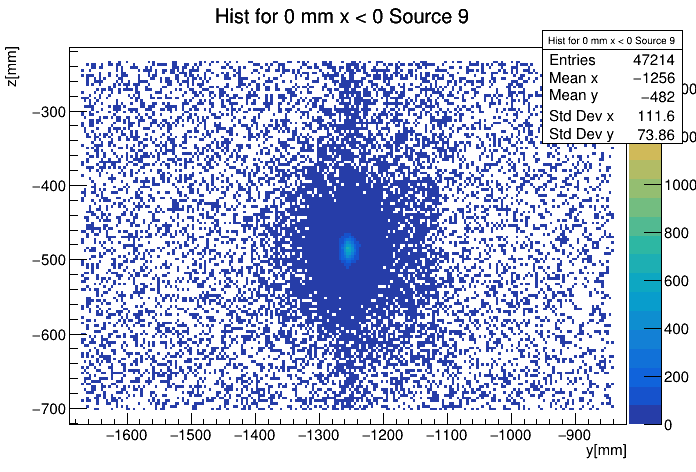 Hist for 0 mm x < 0 Source 9
Hist for 0 mm x < 0 Source 9
Entries 47214
Mean x −1256
Mean y −482
Std Dev x 111.6
Std Dev y 73.86
z[mm]
−300
−400
−500
−600
−700
−1600 −1500 −1400 −1300 −1200 −1100 −1000 −900
y[mm]
1000
800
600
400
200
0